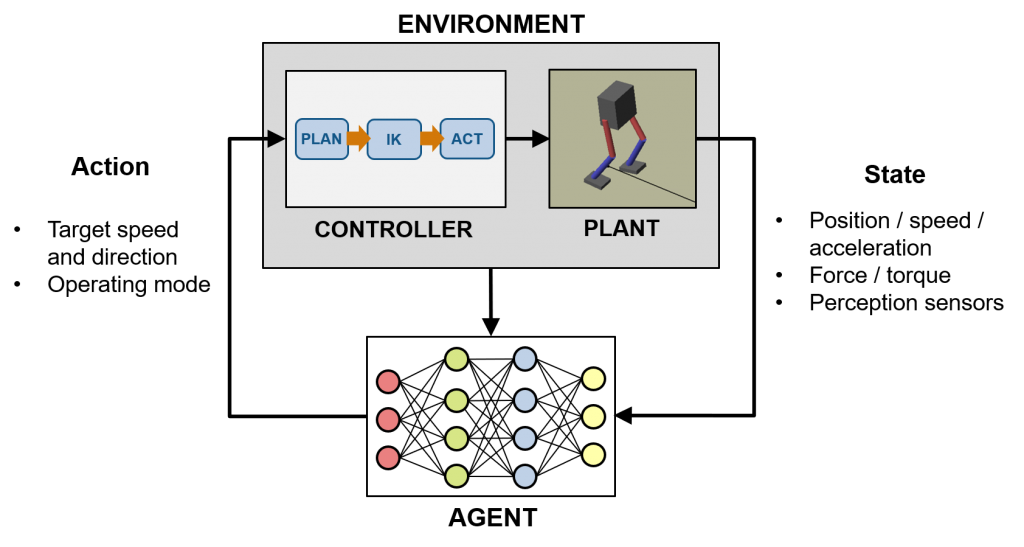 ENVIRONMENT
PLAN
IK
ACT
CONTROLLER
PLANT
Action
• Target speed
and direction
• Operating mode
State
• Position / speed /
acceleration
• Force / torque
• Perception sensors
AGENT